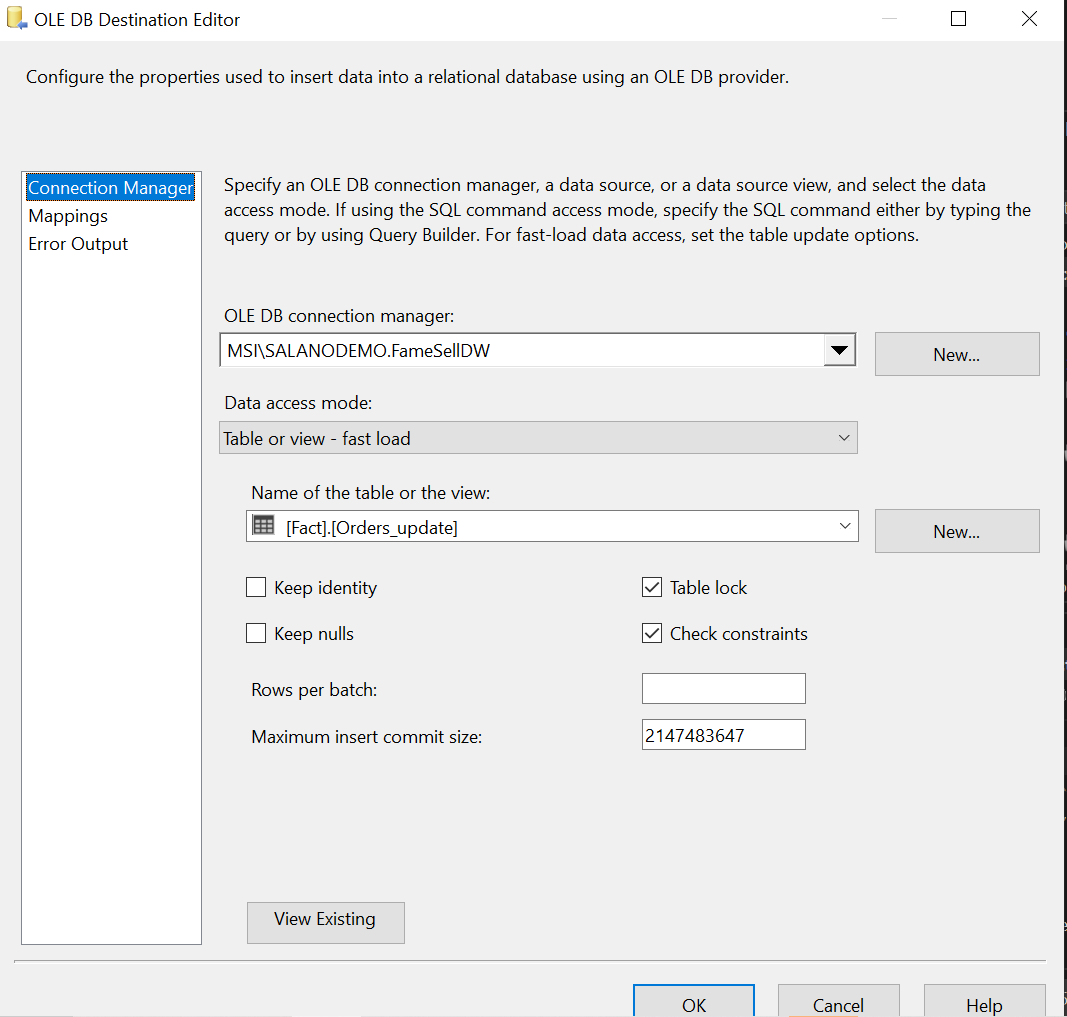 OLE DB Destination Editor
Configure the properties used to insert data into a relational database using an OLE DB provider.
Connection Manager
Mappings
Error Output
Specify an OLE DB connection manager, a data source, or a data source view, and select the data
access mode. If using the SQL command access mode, specify the SQL command either by typing the
query or by using Query Builder. For fast-load data access, set the table update options.
OLE DB connection manager:
MSI\SALANODEMO.FameSellDW
New...
Data access mode:
Table or view - fast load
Name of the table or the view:
[Fact].[Orders_update]
New...
Keep identity
Table lock
Keep nulls
Check constraints
Rows per batch:
Maximum insert commit size:
2147483647
View Existing
OK
Cancel
Help